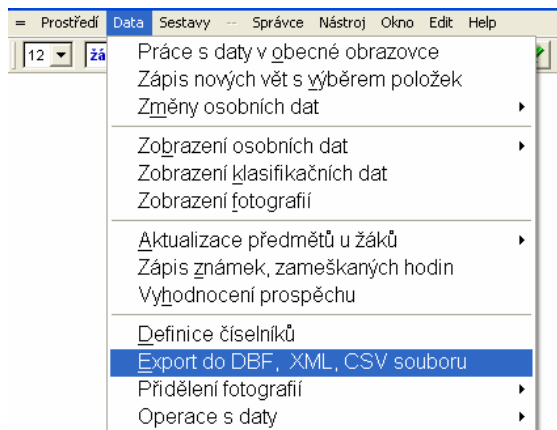 = Prostředí Data Sestavy -- Správce Nástroj Okno Edit Help
12 žá
Práce s daty v obecné obrazovce
Zápis nových vět s výběrem položek
Změny osobních dat
Zobrazení osobních dat
Zobrazení klasifikačních dat
Zobrazení fotografií
Aktualizace předmětů u žáků
Zápis známek, zameškaných hodin
Vyhodnocení prospěchu
Definice číselníků
Export do DBF, XML, CSV souboru
Přidělení fotografií
Operace s daty